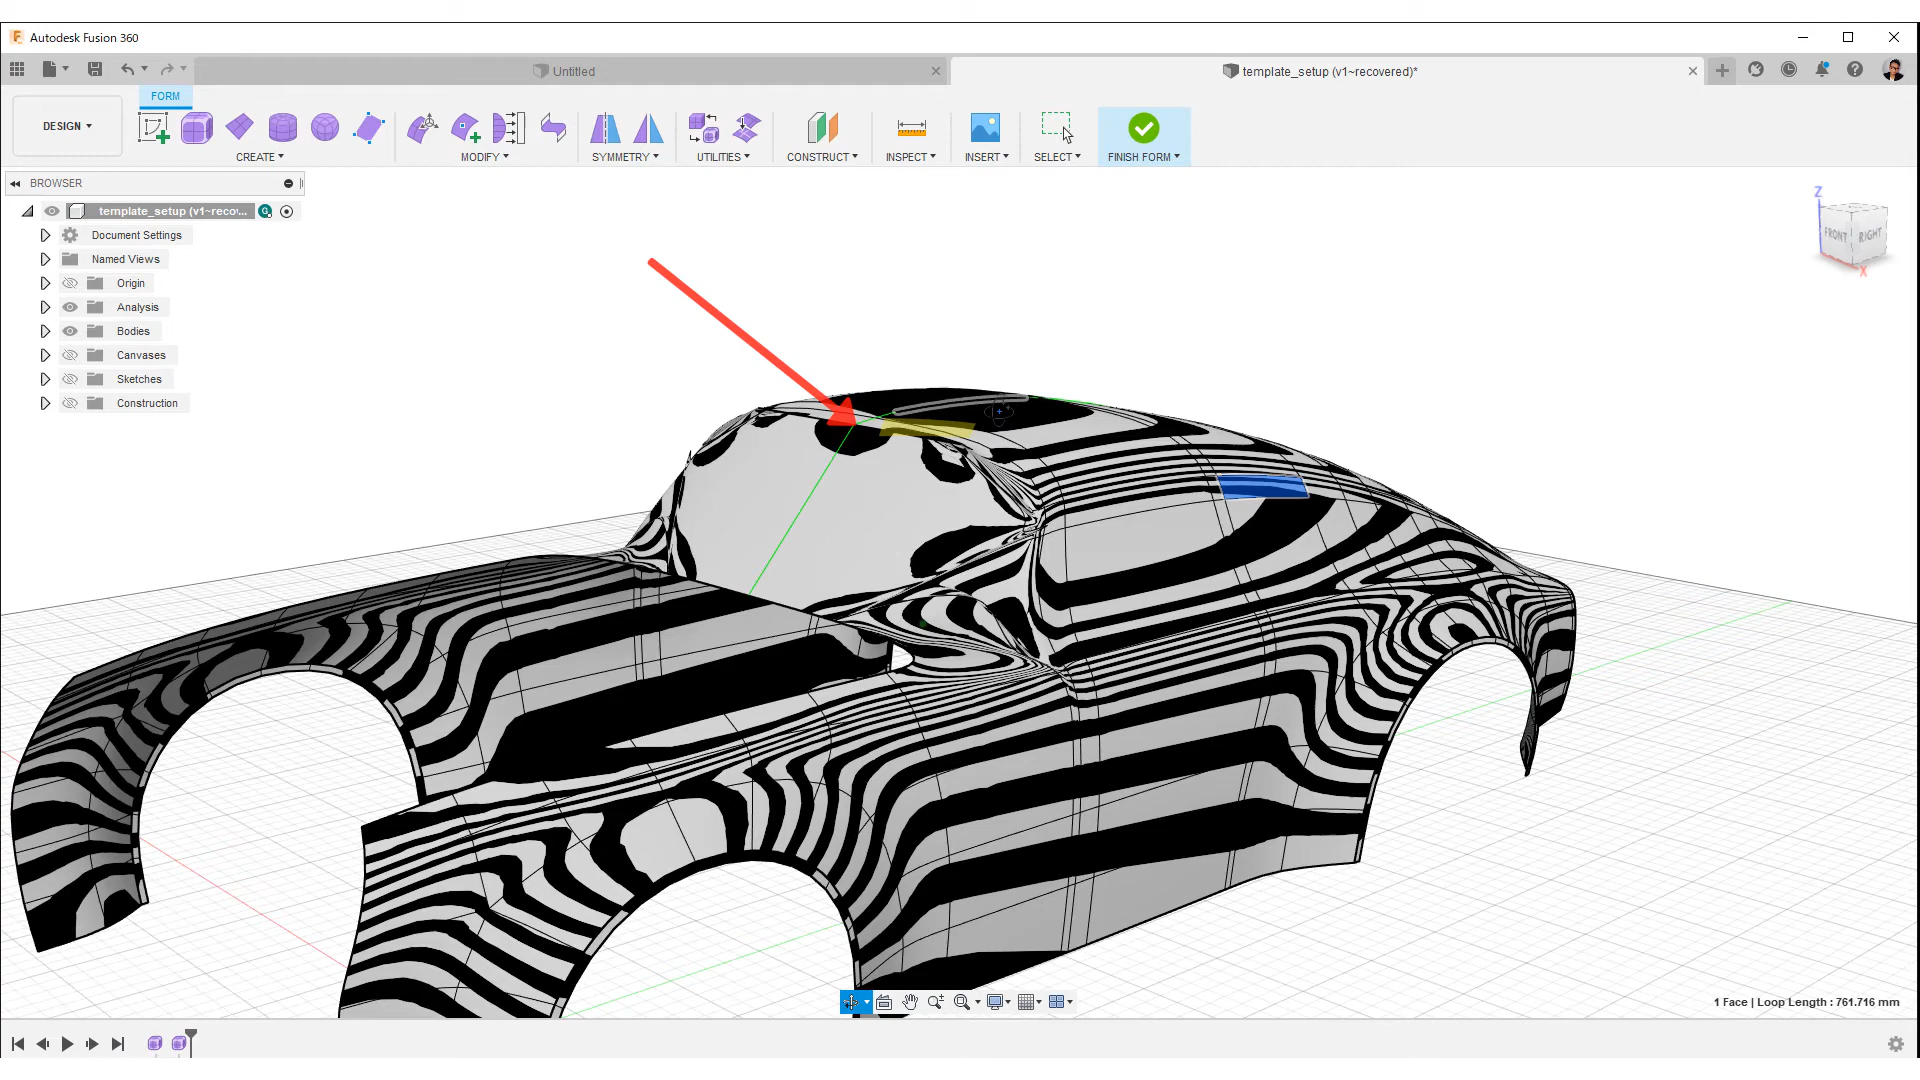 Autodesk Fusion 360
Untitled
template_setup (v1~recovered)*
FORM
DESIGN
CREATE
MODIFY
SYMMETRY
UTILITIES
CONSTRUCT
INSPECT
INSERT
SELECT
FINISH FORM
BROWSER
template_setup (v1~recov...
Document Settings
Named Views
Origin
Analysis
Bodies
Canvases
Sketches
Construction
Z
FRONT
RIGHT
X
1 Face | Loop Length : 761.716 mm